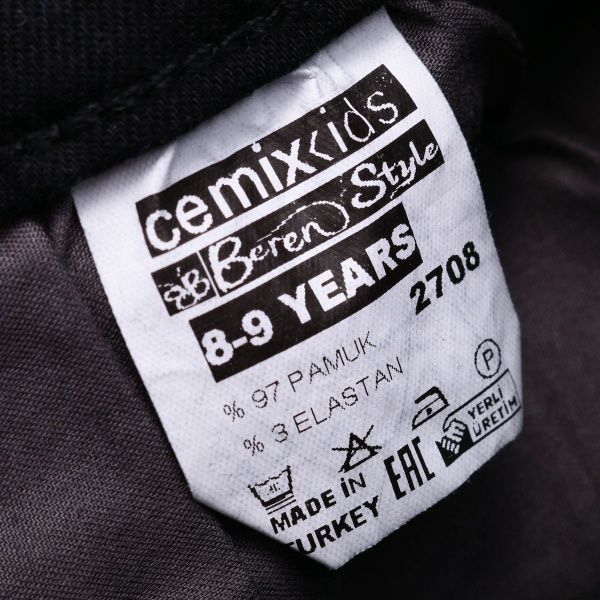 cemixkids
Beren Style
8-9 YEARS
2708
% 97 PAMUK
% 3 ELASTAN
P
MADE IN
TURKEY
EAC
YERLİ
ÜRETİM